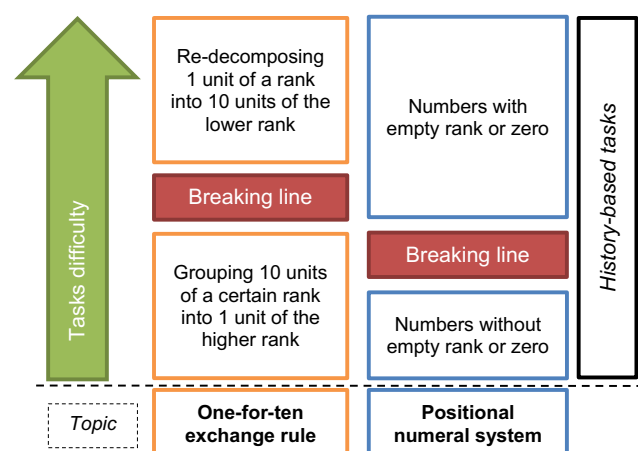 Tasks difficulty
Re-decomposing
1 unit of a rank
into 10 units of the
lower rank
Breaking line
Grouping 10 units
of a certain rank
into 1 unit of the
higher rank
Numbers with
empty rank or zero
Breaking line
Numbers without
empty rank or zero
History-based tasks
Topic
One-for-ten
exchange rule
Positional
numeral system